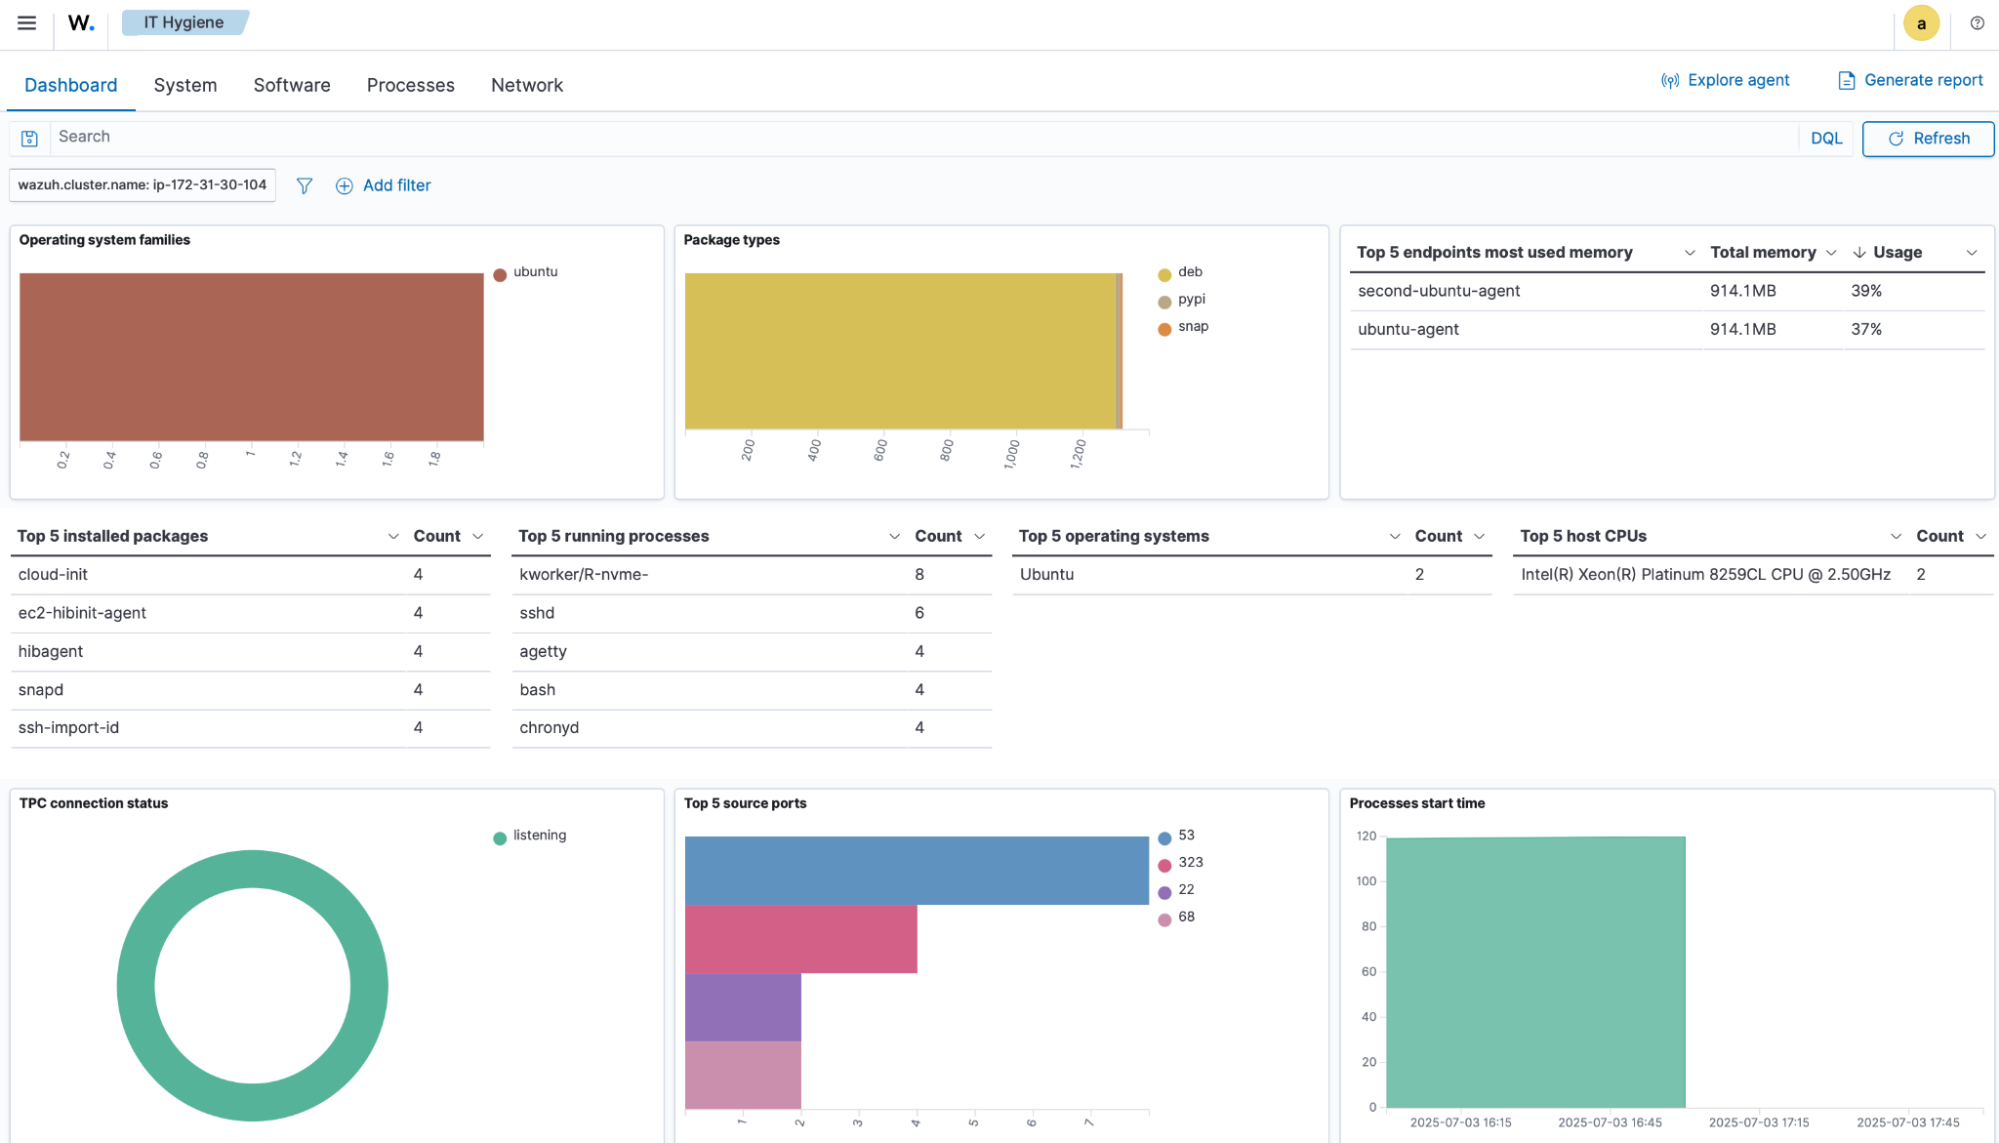 W. IT Hygiene a
Dashboard System Software Processes Network Explore agent Generate report
Search DQL Refresh
wazuh.cluster.name: ip-172-31-30-104 Add filter
Operating system families
ubuntu
0.2 0.4 0.6 0.8 1 1.2 1.4 1.6 1.8
Package types
deb
pypi
snap
200 400 600 800 1,000 1,200
Top 5 endpoints most used memory Total memory Usage
second-ubuntu-agent 914.1MB 39%
ubuntu-agent 914.1MB 37%
Top 5 installed packages Count
cloud-init 4
ec2-hibinit-agent 4
hibagent 4
snapd 4
ssh-import-id 4
Top 5 running processes Count
kworker/R-nvme- 8
sshd 6
agetty 4
bash 4
chronyd 4
Top 5 operating systems Count
Ubuntu 2
Top 5 host CPUs Count
Intel(R) Xeon(R) Platinum 8259CL CPU @ 2.50GHz 2
TPC connection status
listening
Top 5 source ports
53
323
22
68
1 2 3 4 5 6 7
Processes start time
120
100
80
60
40
20
0
2025-07-03 16:15 2025-07-03 16:45 2025-07-03 17:15 2025-07-03 17:45